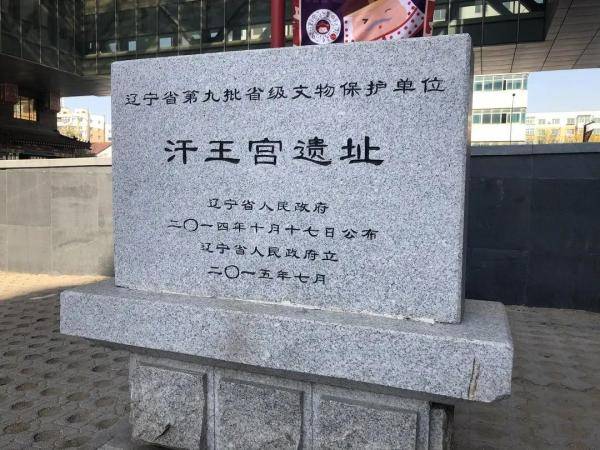 辽宁省第九批省级文物保护单位
汗王宫遗址
辽宁省人民政府
二〇一四年十月十七日公布
辽宁省人民政府立
二〇一五年七月